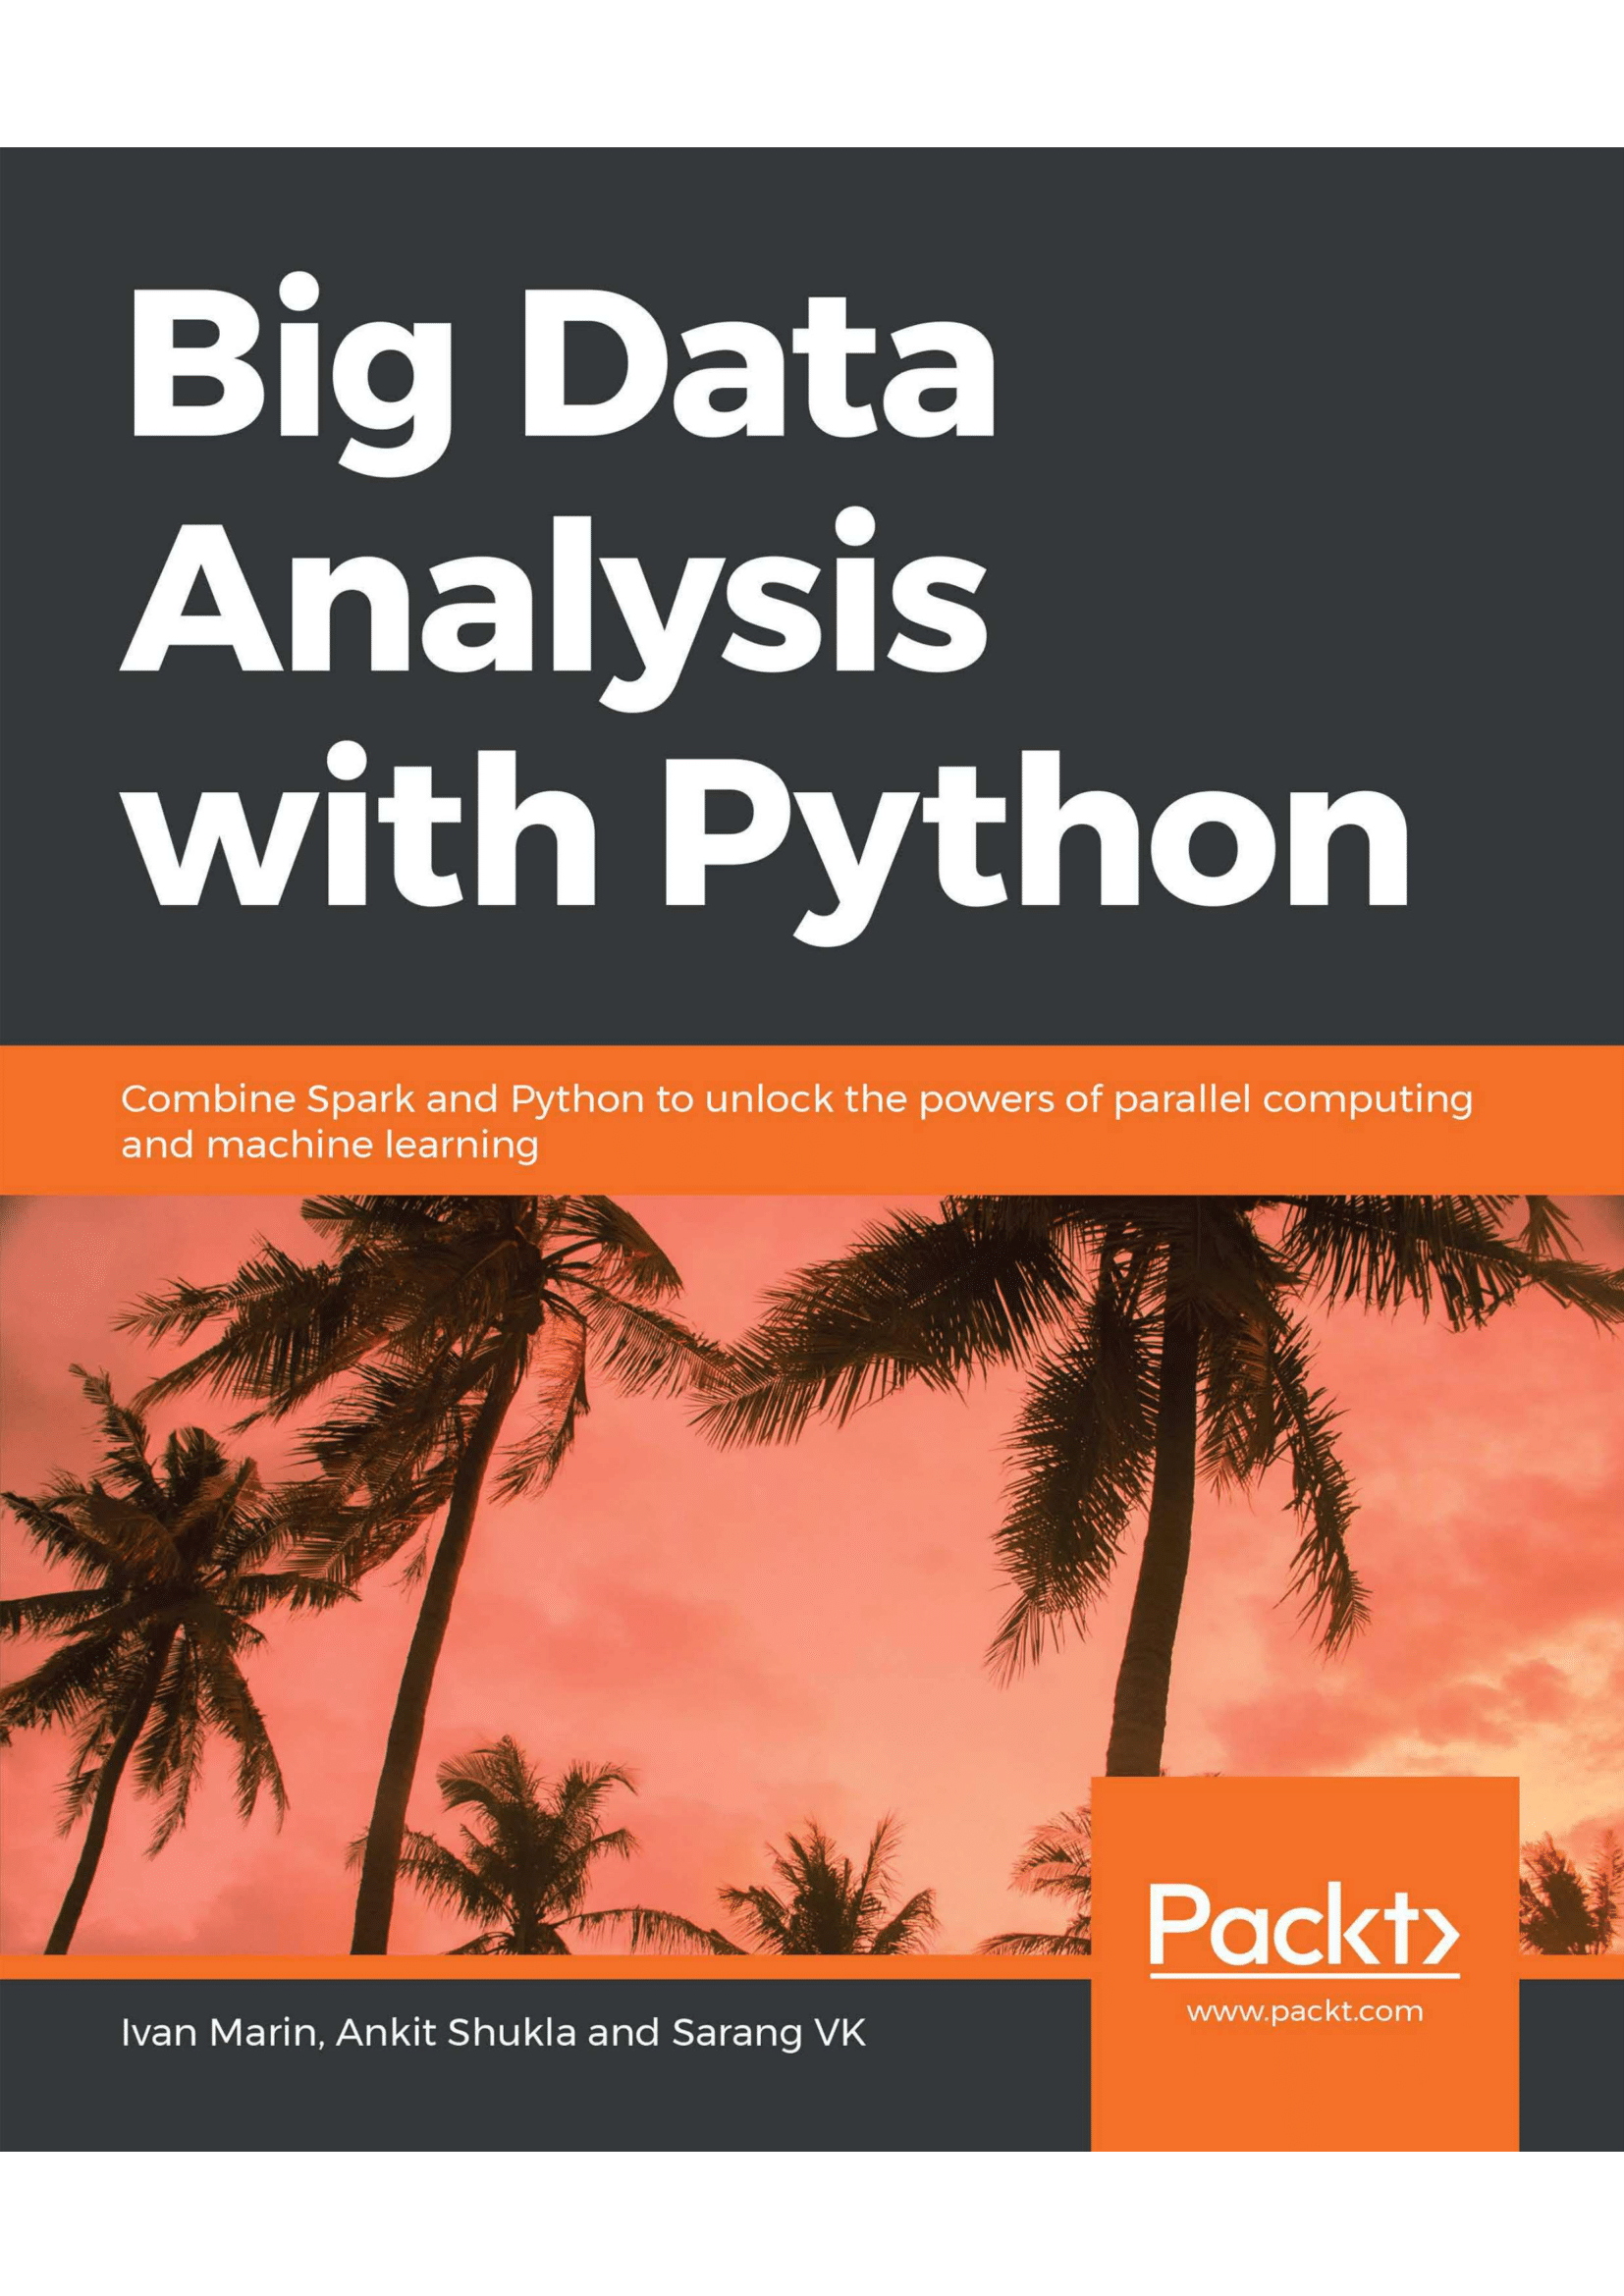 Big Data
Analysis
with Python
Combine Spark and Python to unlock the powers of parallel computing
and machine learning
Packt>
www.packt.com
Ivan Marin, Ankit Shukla and Sarang VK